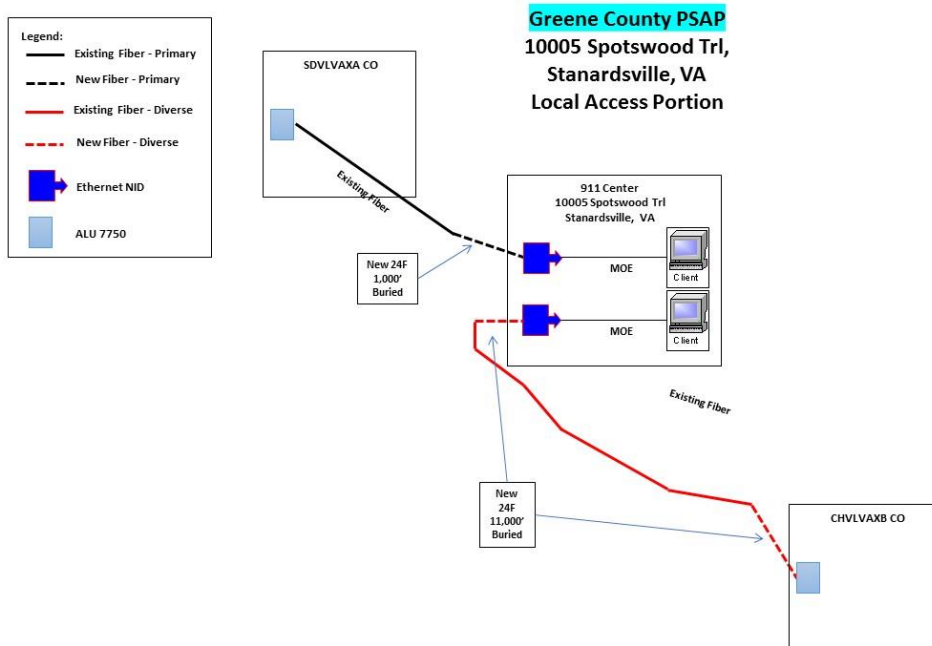 Greene County PSAP
10005 Spotswood Trl,
Stanardsville, VA
Local Access Portion
Legend:
Existing Fiber - Primary
New Fiber - Primary
Existing Fiber - Diverse
New Fiber - Diverse
Ethernet NID
ALU 7750
SDVLVAXA CO
Existing Fiber
New 24F
1,000'
Buried
911 Center
10005 Spotswood Trl
Stanardsville, VA
MOE
Client
MOE
Client
Existing Fiber
New
24F
11,000'
Buried
CHVLVAXB CO